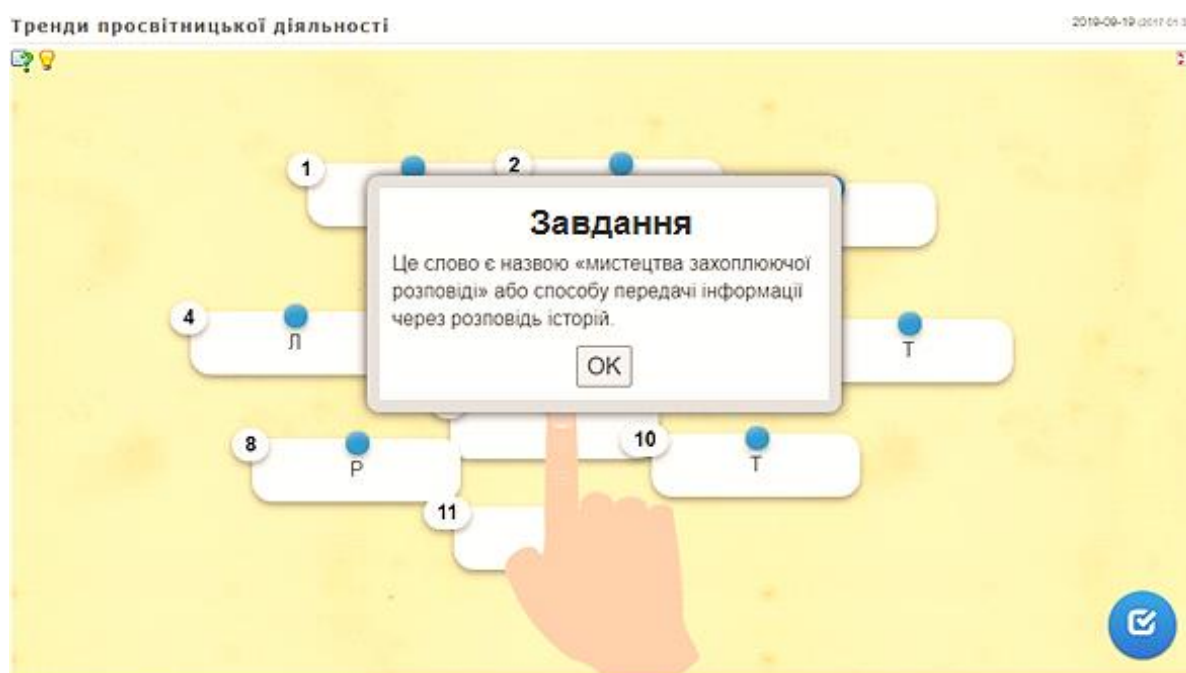 Тренди просвітницької діяльності
2019-09-19
1
2
Завдання
Це слово є назвою «мистецтва захоплюючої
розповіді» або способу передачі інформації
через розповідь історій.
OK
4
Л
Т
8
Р
10
Т
11